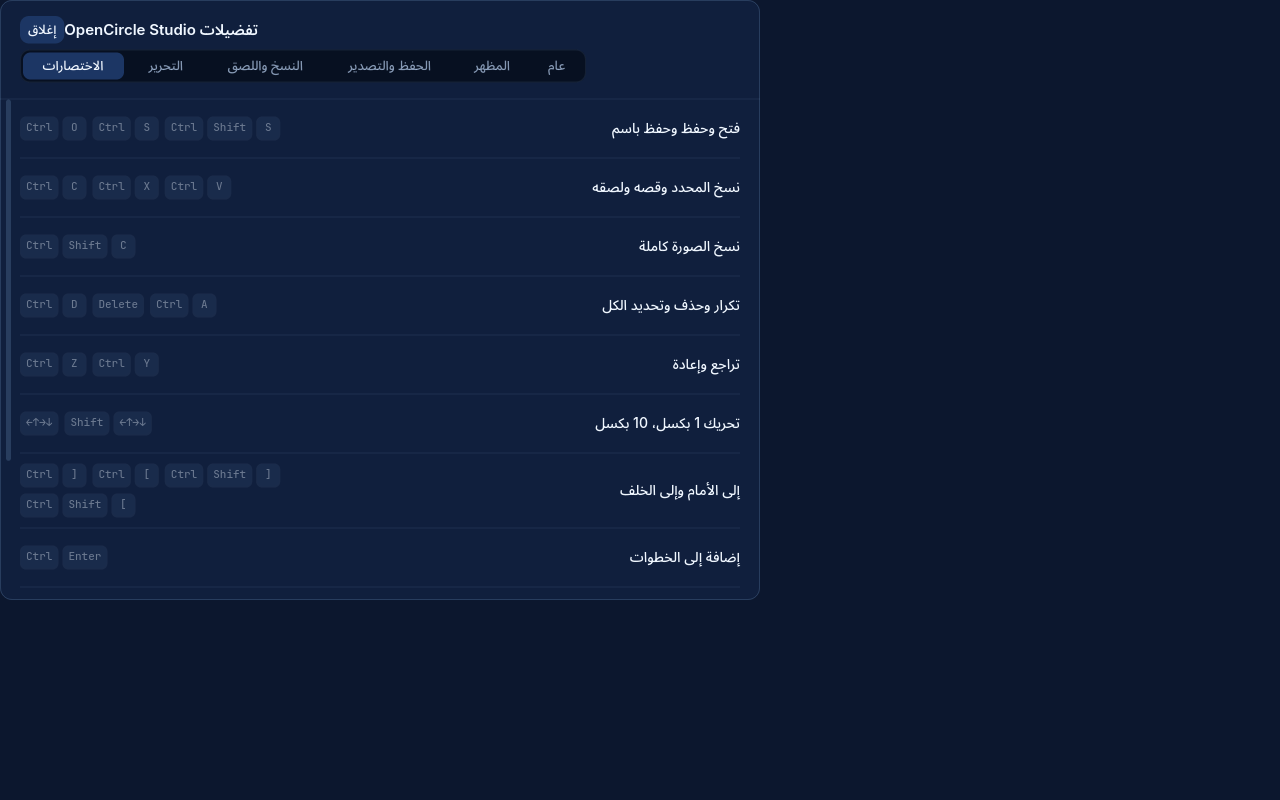 تفضيلات OpenCircle Studio
إغلاق
عام المظهر الحفظ والتصدير النسخ واللصق التحرير الاختصارات
فتح وحفظ وحفظ باسم Ctrl O Ctrl S Ctrl Shift S
نسخ المحدد وقصه ولصقه Ctrl C Ctrl X Ctrl V
نسخ الصورة كاملة Ctrl Shift C
تكرار وحذف وتحديد الكل Ctrl D Delete Ctrl A
تراجع وإعادة Ctrl Z Ctrl Y
تحريك 1 بكسل، 10 بكسل ←↑→↓ Shift ←↑→↓
إلى الأمام وإلى الخلف Ctrl ] Ctrl [ Ctrl Shift ]
Ctrl Shift [
إضافة إلى الخطوات Ctrl Enter